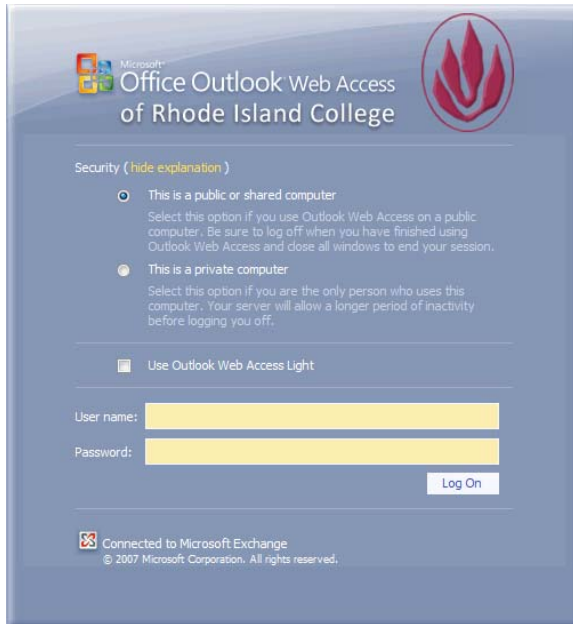 Microsoft®
Office Outlook Web Access
of Rhode Island College
Security ( hide explanation )
This is a public or shared computer
Select this option if you use Outlook Web Access on a public
computer. Be sure to log off when you have finished using
Outlook Web Access and close all windows to end your session.
This is a private computer
Select this option if you are the only person who uses this
computer. Your server will allow a longer period of inactivity
before logging you off.
Use Outlook Web Access Light
User name:
Password:
Log On
Connected to Microsoft Exchange
© 2007 Microsoft Corporation. All rights reserved.